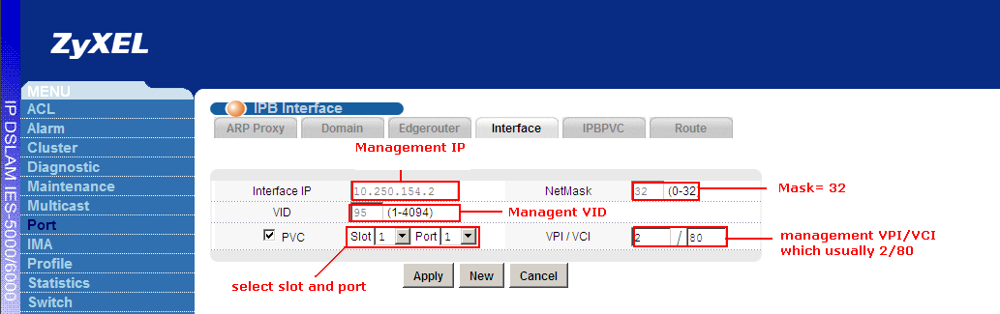 ZyXEL
IP DSLAM IES-5000/6000
MENU
ACL
Alarm
Cluster
Diagnostic
Maintenance
Multicast
Port
IMA
Profile
Statistics
Switch
IPB Interface
ARP Proxy Domain Edgerouter Interface IPBPVC Route
Management IP
Interface IP 10.250.154.2 NetMask 32 (0-32 Mask= 32
VID 95 (1-4094) Managent VID
PVC Slot 1 Port 1 VPI / VCI 2 / 80 management VPI/VCI
which usually 2/80
select slot and port
Apply New Cancel